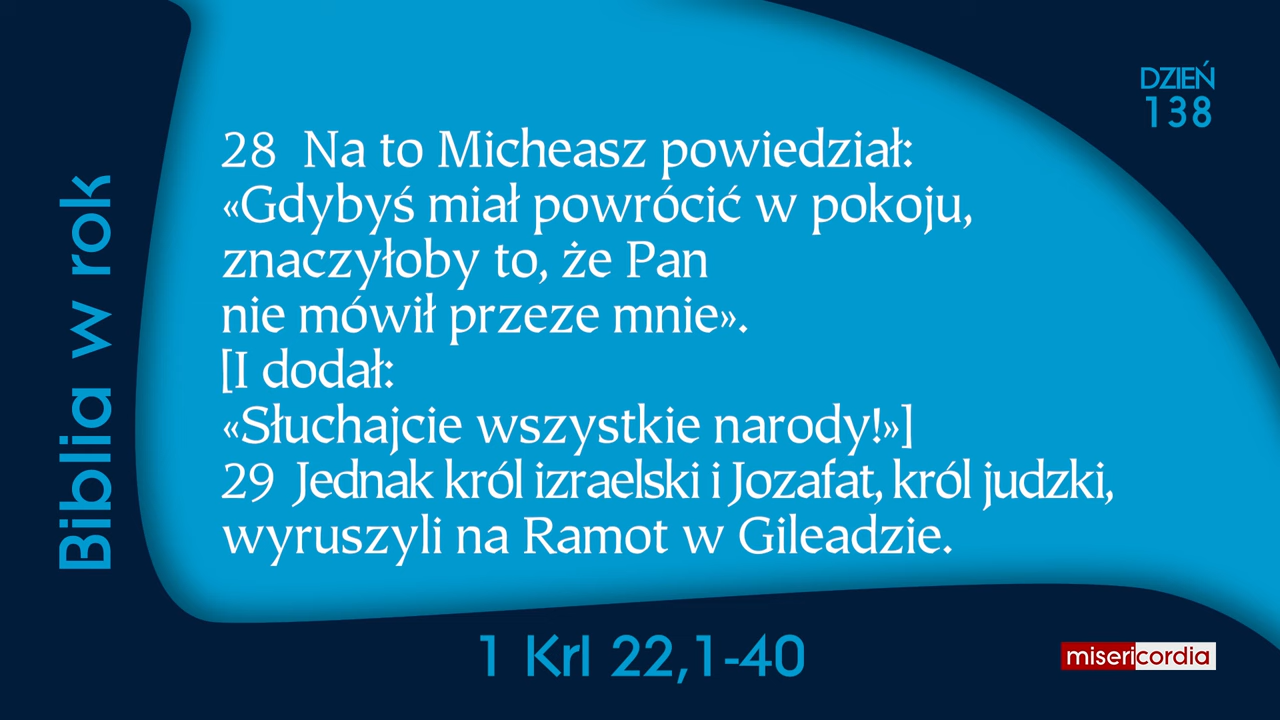 DZIEŃ
138
Biblia w rok
28 Na to Micheasz powiedział:
«Gdybyś miał powrócić w pokoju,
znaczyłoby to, że Pan
nie mówił przeze mnie».
[I dodał:
«Słuchajcie wszystkie narody!»]
29 Jednak król izraelski i Jozafat, król judzki,
wyruszyli na Ramot w Gileadzie.
1 Krl 22,1-40
misericordia